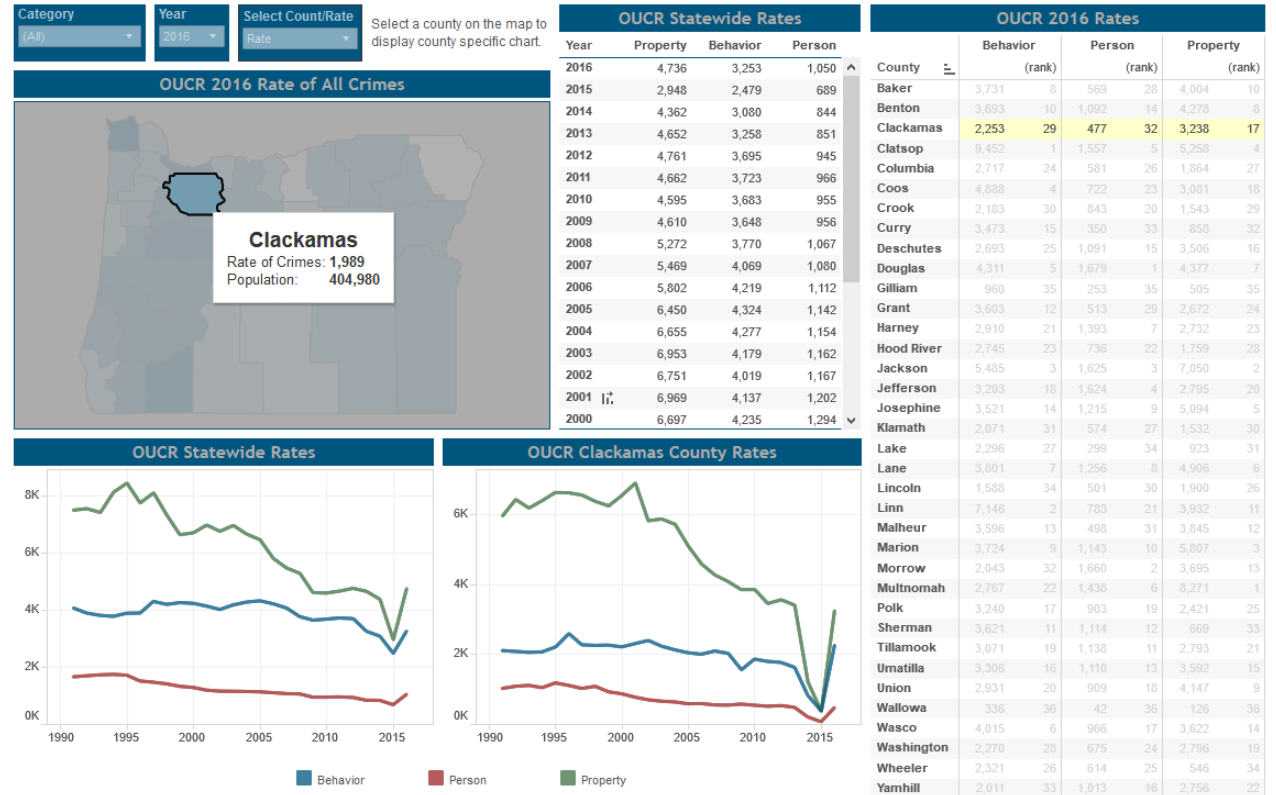 Category
(All)
Year
2016
Select Count/Rate
Rate
Select a county on the map to
display county specific chart.
OUCR 2016 Rate of All Crimes
Clackamas
Rate of Crimes: 1,989
Population: 404,980
OUCR Statewide Rates
Year Property Behavior Person
2016 4,736 3,253 1,050
2015 2,948 2,479 689
2014 4,362 3,080 844
2013 4,652 3,258 851
2012 4,761 3,695 945
2011 4,662 3,723 966
2010 4,595 3,683 955
2009 4,610 3,648 956
2008 5,272 3,770 1,067
2007 5,469 4,069 1,080
2006 5,802 4,219 1,112
2005 6,450 4,324 1,142
2004 6,655 4,277 1,154
2003 6,953 4,179 1,162
2002 6,751 4,019 1,167
2001 6,969 4,137 1,202
2000 6,697 4,235 1,294
OUCR 2016 Rates
Behavior Person Property
County (rank) (rank) (rank)
Baker 3,731 8 569 28 4,004 10
Benton 3,693 10 1,092 14 4,278 8
Clackamas 2,253 29 477 32 3,238 17
Clatsop 9,452 1 1,557 5 5,258 4
Columbia 2,717 24 581 26 1,864 27
Coos 4,888 4 722 23 3,081 18
Crook 2,183 30 843 20 1,543 29
Curry 3,473 15 350 33 858 32
Deschutes 2,693 25 1,091 15 3,506 16
Douglas 4,311 5 1,679 1 4,377 7
Gilliam 960 35 253 35 505 35
Grant 3,603 12 513 29 2,672 24
Harney 2,910 21 1,393 7 2,732 23
Hood River 2,745 23 736 22 1,759 28
Jackson 5,485 3 1,625 3 7,050 2
Jefferson 3,203 18 1,624 4 2,795 20
Josephine 3,521 14 1,215 9 5,094 5
Klamath 2,071 31 574 27 1,532 30
Lake 2,296 27 299 34 923 31
Lane 3,801 7 1,256 8 4,906 6
Lincoln 1,588 34 501 30 1,900 26
Linn 7,146 2 783 21 3,932 11
Malheur 3,596 13 498 31 3,845 12
Marion 3,724 9 1,143 10 5,807 3
Morrow 2,043 32 1,660 2 3,695 13
Multnomah 2,767 22 1,438 6 8,271 1
Polk 3,240 17 903 19 2,421 25
Sherman 3,621 11 1,114 12 669 33
Tillamook 3,071 19 1,138 11 2,793 21
Umatilla 3,306 16 1,110 13 3,592 15
Union 2,931 20 909 18 4,147 9
Wallowa 336 36 42 36 126 36
Wasco 4,015 6 966 17 3,622 14
Washington 2,270 28 675 24 2,796 19
Wheeler 2,321 26 614 25 546 34
Yamhill 2,011 33 1,013 16 2,756 22
OUCR Statewide Rates
8K
6K
4K
2K
0K
1990 1995 2000 2005 2010 2015
OUCR Clackamas County Rates
6K
4K
2K
0K
1990 1995 2000 2005 2010 2015
Behavior Person Property